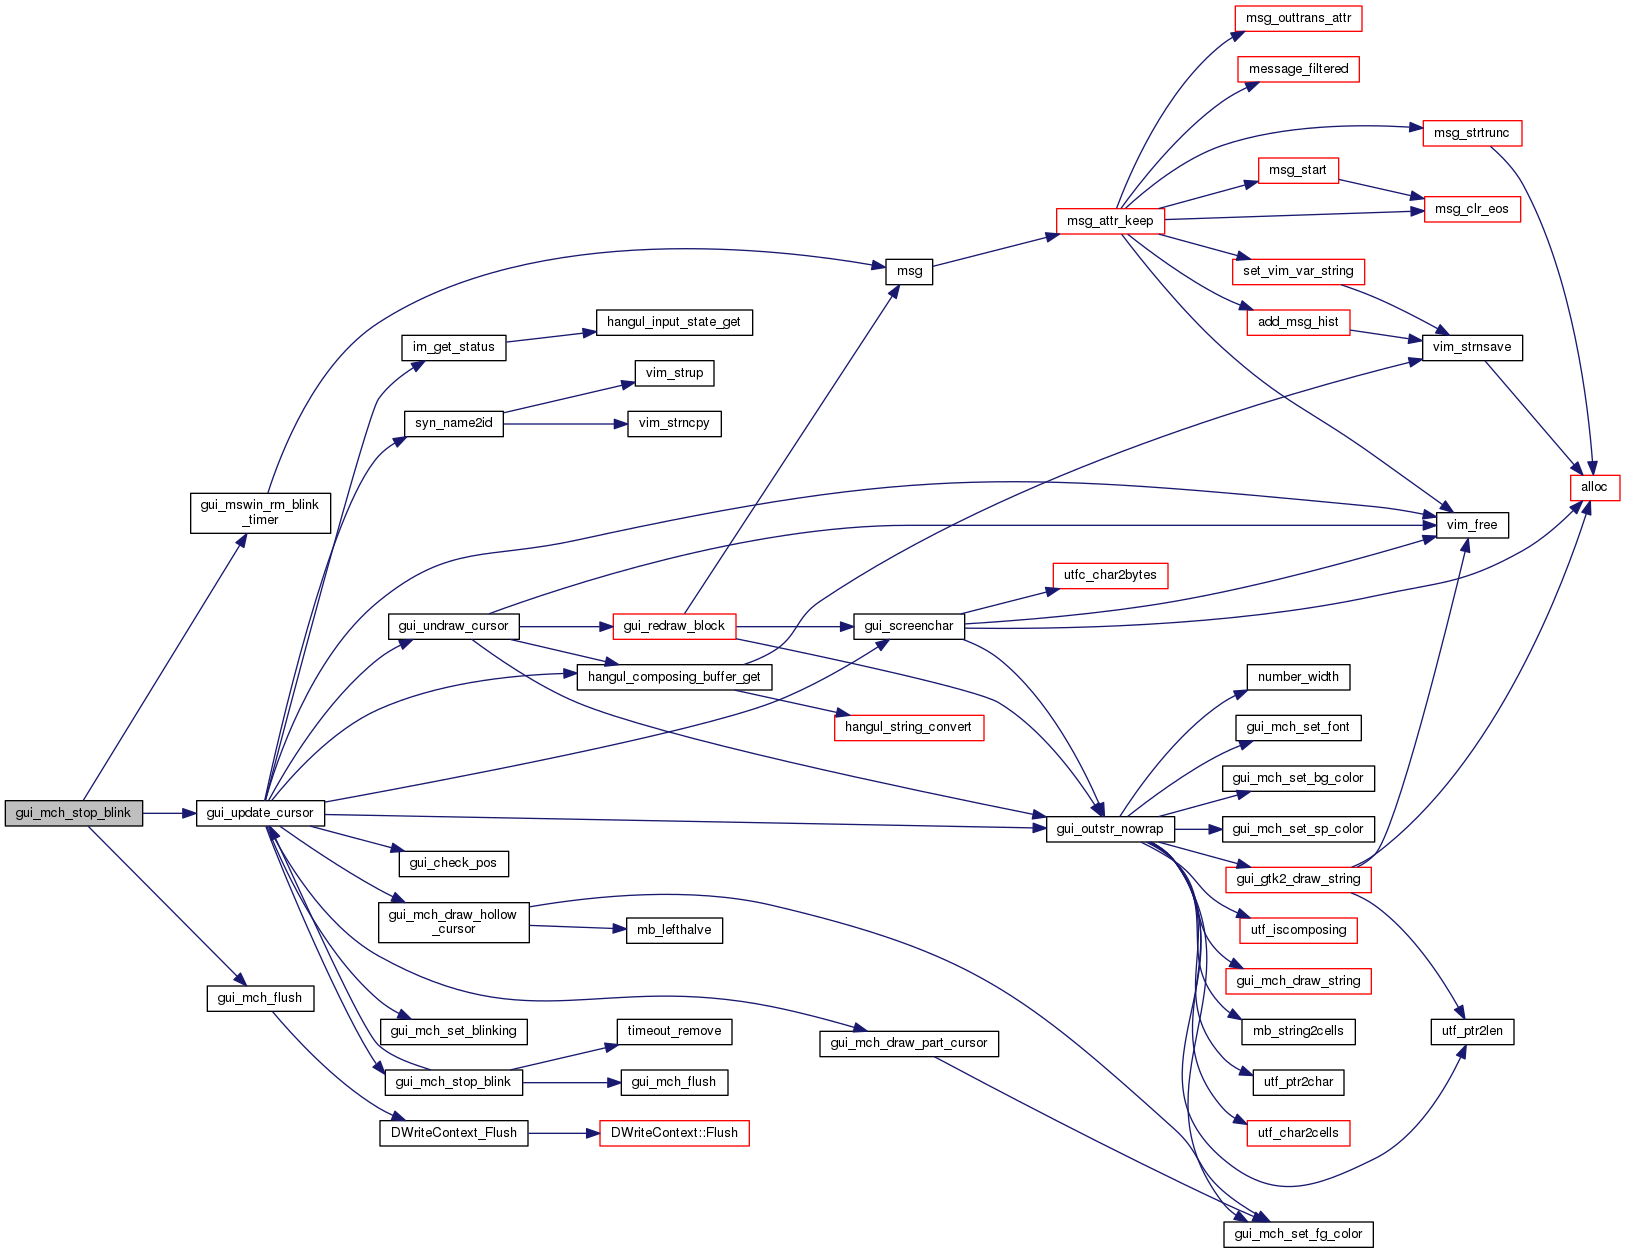 msg_outtrans_attr
message_filtered
msg_strtrunc
msg_start
msg_clr_eos
msg_attr_keep
msg
set_vim_var_string
add_msg_hist
hangul_input_state_get
im_get_status
vim_strnsave
vim_strup
syn_name2id
vim_strncpy
alloc
gui_mswin_rm_blink
_timer
vim_free
utfc_char2bytes
gui_undraw_cursor
gui_redraw_block
gui_screenchar
hangul_composing_buffer_get
number_width
hangul_string_convert
gui_mch_set_font
gui_mch_set_bg_color
gui_mch_stop_blink
gui_update_cursor
gui_outstr_nowrap
gui_mch_set_sp_color
gui_check_pos
gui_gtk2_draw_string
gui_mch_draw_hollow
_cursor
mb_lefthalve
utf_iscomposing
gui_mch_draw_string
gui_mch_flush
gui_mch_set_blinking
timeout_remove
gui_mch_draw_part_cursor
mb_string2cells
utf_ptr2len
gui_mch_stop_blink
gui_mch_flush
utf_ptr2char
DWriteContext_Flush
DWriteContext::Flush
utf_char2cells
gui_mch_set_fg_color